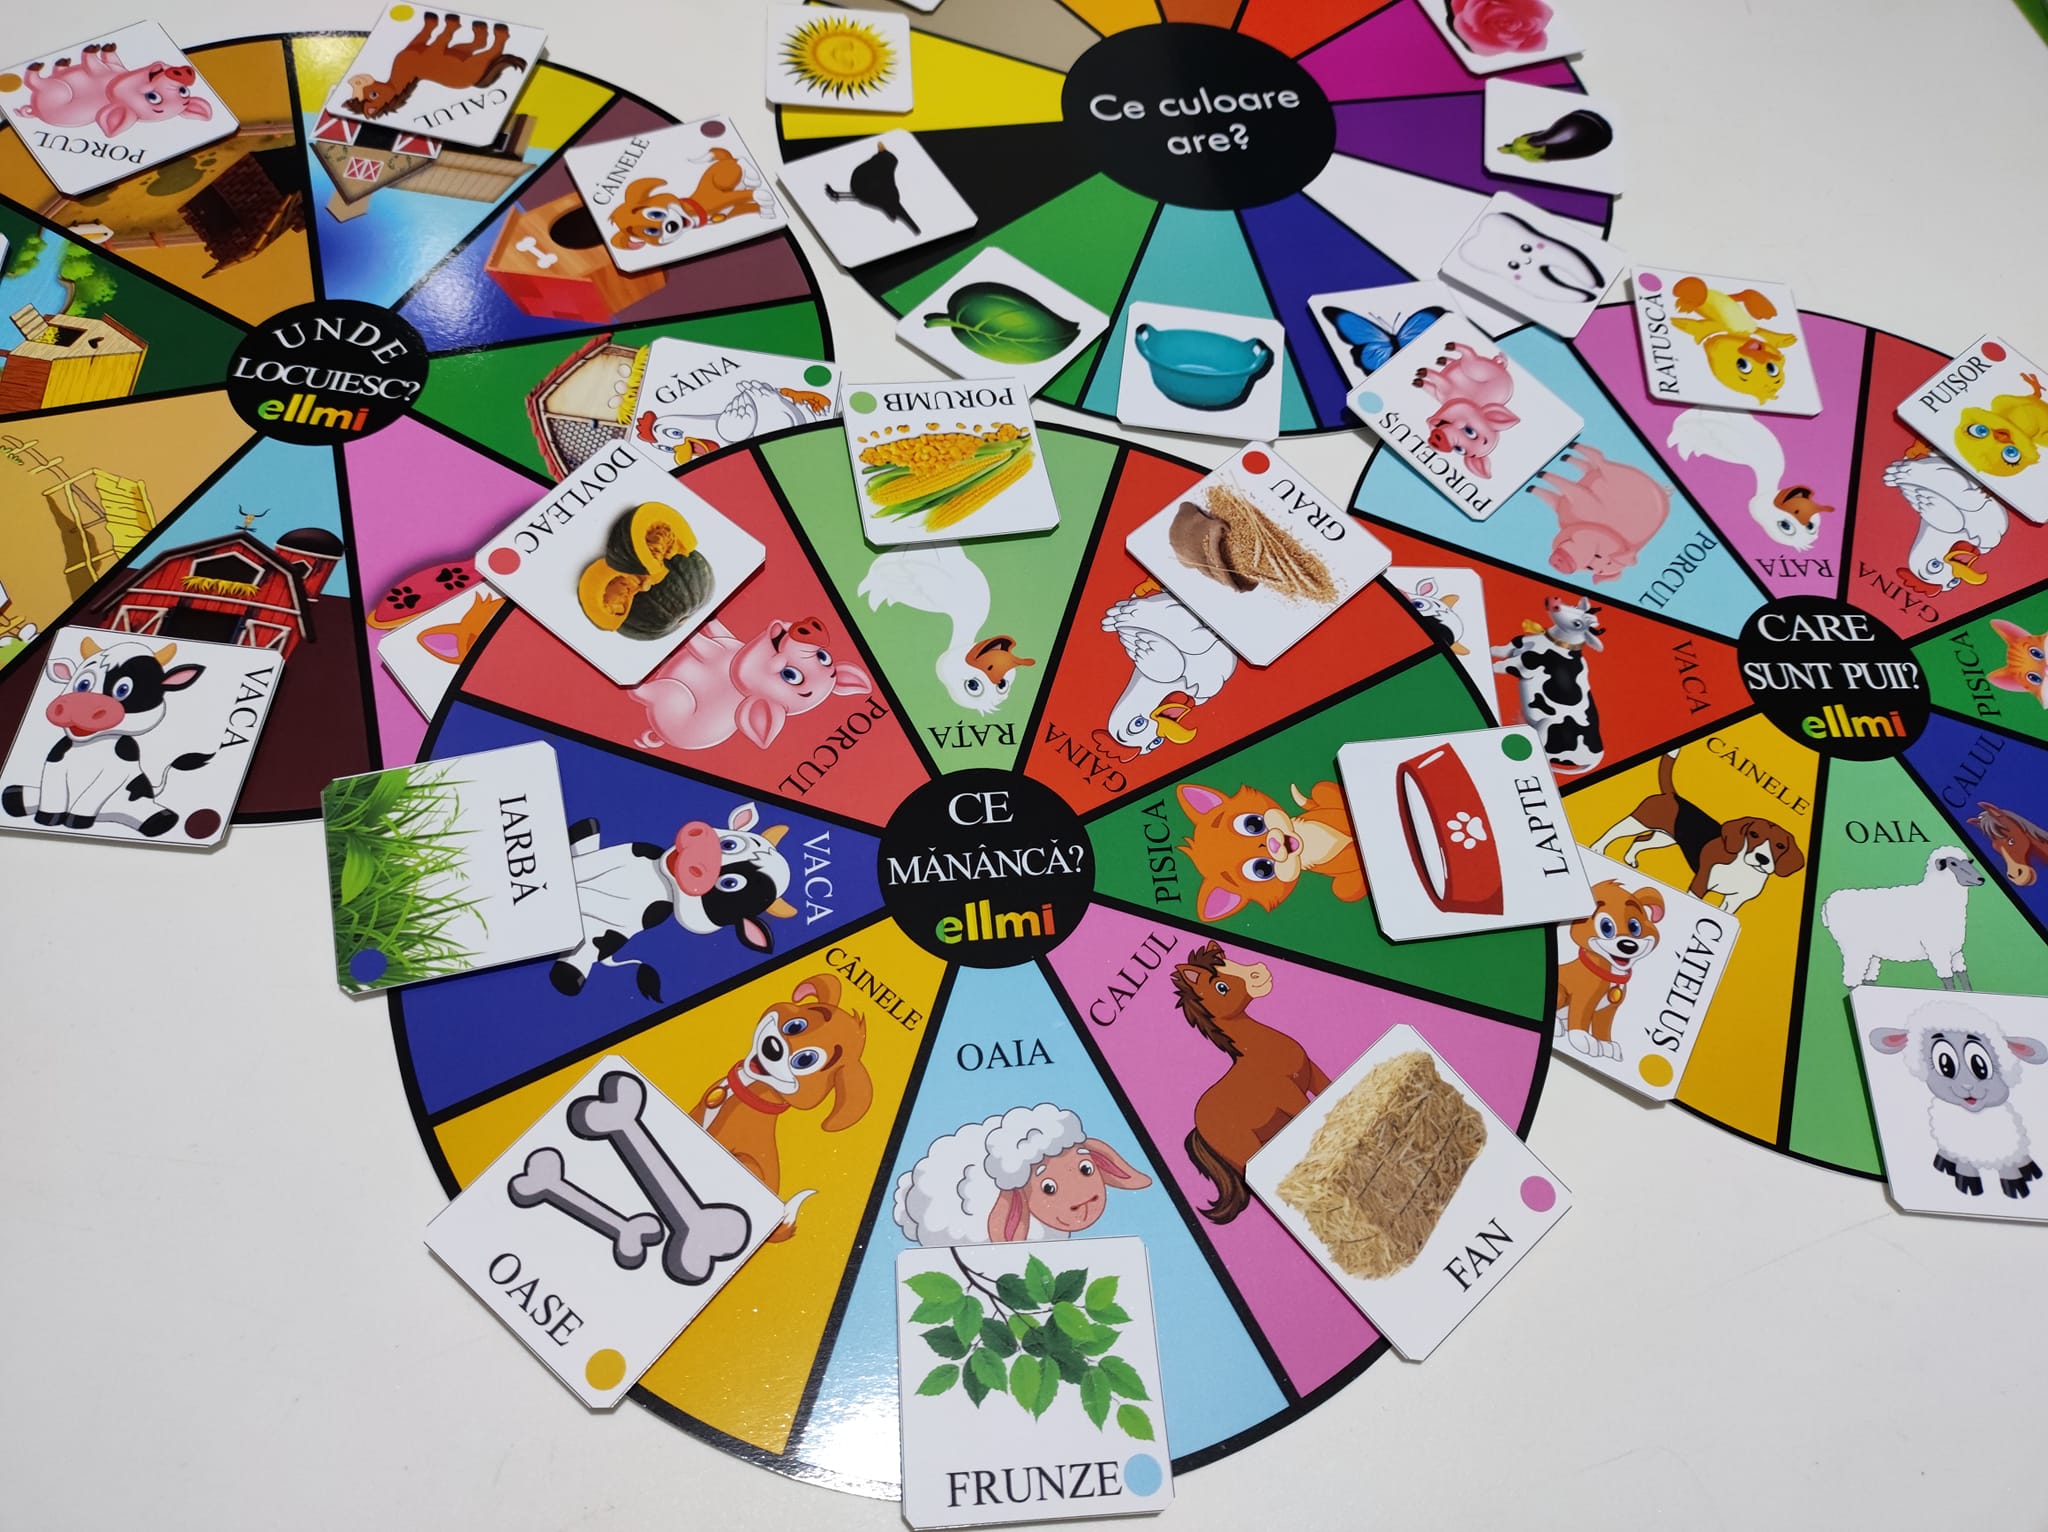 PORCUL
CALUL
CÂINELE
GĂINA
VACA
UNDE
LOCUIESC?
ellmi
Ce culoare
are?
DOVLEAC
PORUMB
GRÂU
LAPTE
FAN
FRUNZE
OASE
IARBĂ
PORCUL
RAȚA
GĂINA
PISICA
CALUL
OAIA
CÂINELE
VACA
CE
MĂNÂNCĂ?
ellmi
PURCELUȘ
RĂȚUSCĂ
PUIȘOR
CĂȚELUȘ
PORCUL
RAȚA
GĂINA
PISICA
CALUL
OAIA
CÂINELE
VACA
CARE
SUNT PUII?
ellmi